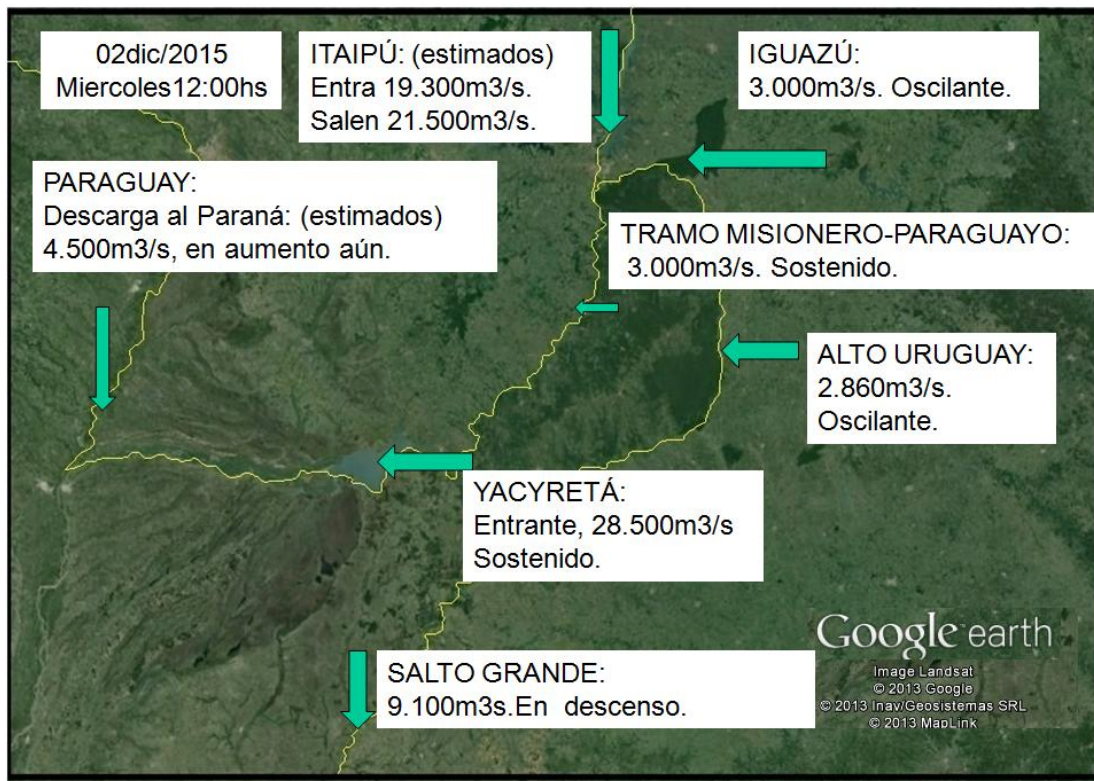 02dic/2015
Miercoles12:00hs
ITAIPÚ: (estimados)
Entra 19.300m3/s.
Salen 21.500m3/s.
IGUAZÚ:
3.000m3/s. Oscilante.
PARAGUAY:
Descarga al Paraná: (estimados)
4.500m3/s, en aumento aún.
TRAMO MISIONERO-PARAGUAYO:
3.000m3/s. Sostenido.
ALTO URUGUAY:
2.860m3/s.
Oscilante.
YACYRETÁ:
Entrante, 28.500m3/s
Sostenido.
SALTO GRANDE:
9.100m3s.En descenso.
Google earth
Image Landsat
© 2013 Google
© 2013 Inav/Geosistemas SRL
© 2013 MapLink